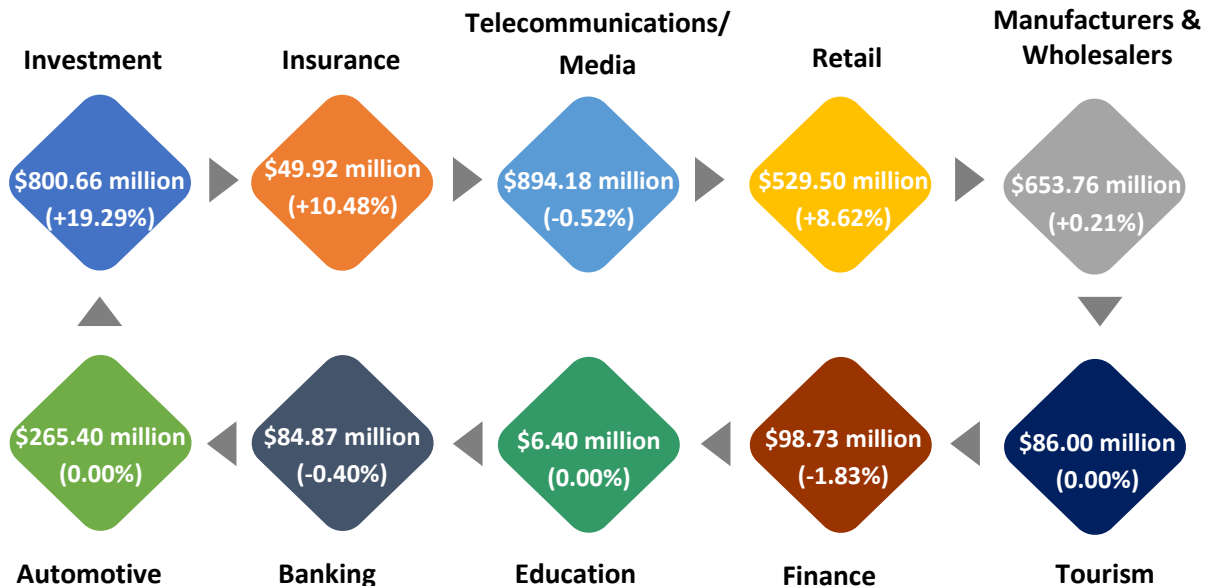 Investment
Insurance
Telecommunications/
Media
Retail
Manufacturers &
Wholesalers
$800.66 million
(+19.29%)
$49.92 million
(+10.48%)
$894.18 million
(-0.52%)
$529.50 million
(+8.62%)
$653.76 million
(+0.21%)
$265.40 million
(0.00%)
$84.87 million
(-0.40%)
$6.40 million
(0.00%)
$98.73 million
(-1.83%)
$86.00 million
(0.00%)
Automotive
Banking
Education
Finance
Tourism